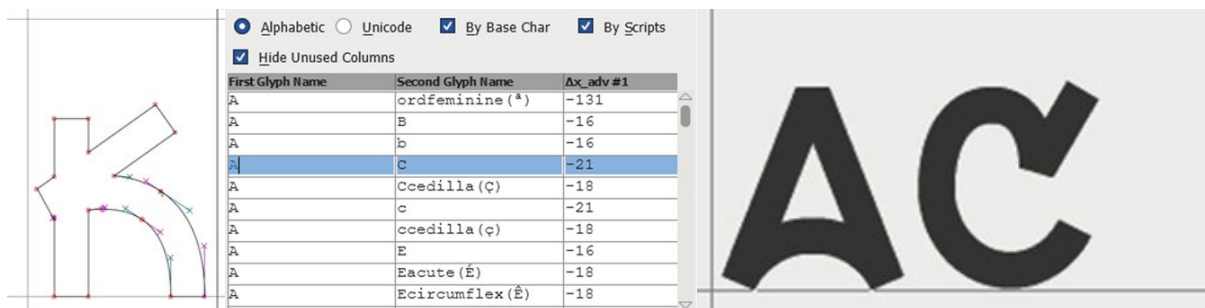 Alphabetic Unicode By Base Char By Scripts
Hide Unused Columns
First Glyph Name Second Glyph Name Δx_adv #1
A ordfeminine(ª) -131
A B -16
A b -16
A C -21
A Ccedilla(Ç) -18
A c -21
A ccedilla(ç) -18
A E -16
A Eacute(É) -18
A Ecircumflex(Ê) -18
AC